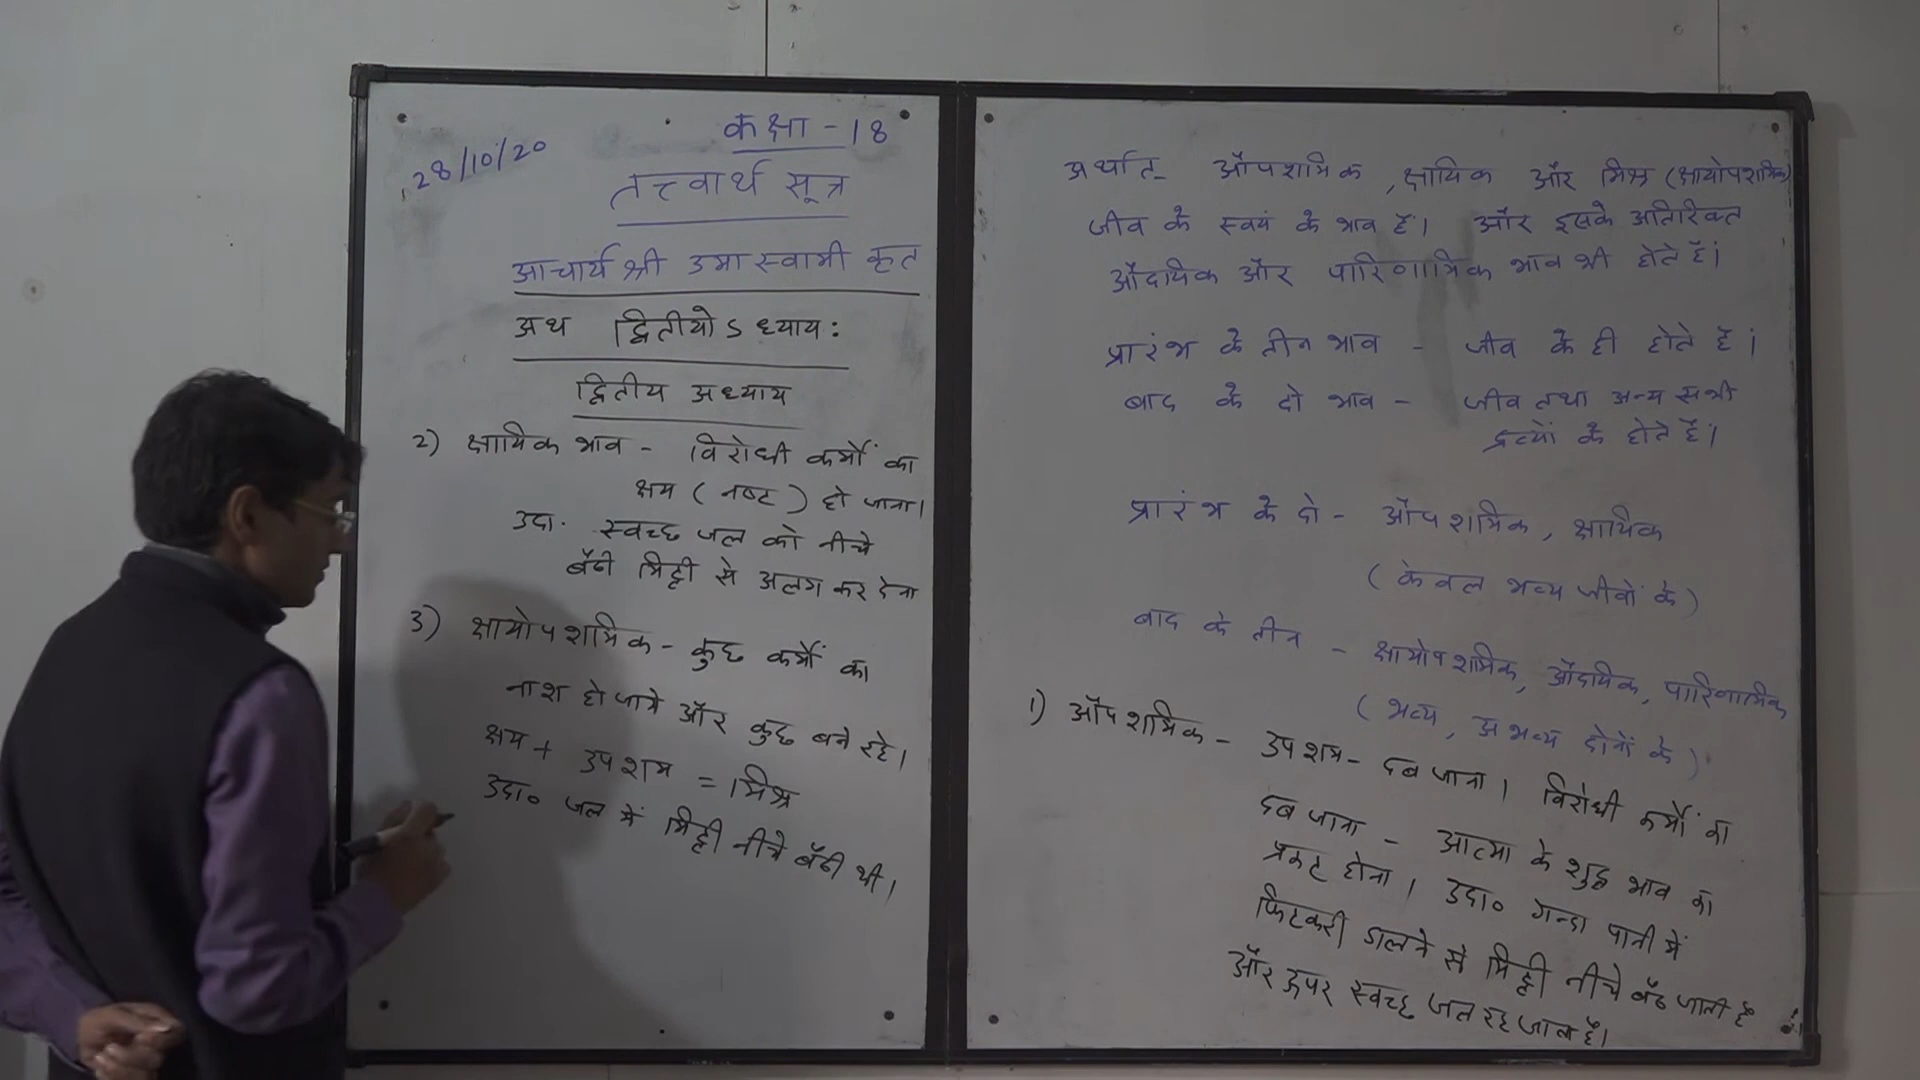 28/10/20
कक्षा - 18
तत्त्वार्थ सूत्र
आचार्य श्री उमास्वामी कृत
अथ द्वितीयोऽध्याय:
द्वितीय अध्याय
2) क्षायिक भाव - विरोधी कर्मों का
क्षय ( नष्ट ) हो जाना।
उदा. स्वच्छ जल को नीचे
बैठी मिट्टी से अलग कर देना
3) क्षायोपशमिक - कुछ कर्मों का
नाश हो जाये और कुछ बने रहे।
क्षय + उपशम = मिश्र
उदा० जल में मिट्टी नीचे बैठी थी।
अर्थात- औपशमिक , क्षायिक और मिश्र (क्षायोपशमिक)
जीव के स्वयं के भाव हैं। और इसके अतिरिक्त
औदायिक और पारिणामिक भाव भी होते हैं।
प्रारंभ के तीन भाव - जीव के ही होते हैं।
बाद के दो भाव - जीव तथा अन्य सभी
द्रव्यों के होते हैं।
प्रारंभ के दो - औपशमिक , क्षायिक
( केवल भव्य जीवों के )
बाद के तीन - क्षायोपशमिक, औदायिक, पारिणामिक
( भव्य, अभव्य दोनों के )
1) औपशमिक - उपशम - दब जाना। विरोधी कर्मों का
दब जाना - आत्मा के शुद्ध भाव का
प्रकट होना। उदा० गन्दा पानी में
फिटकरी डालने से मिट्टी नीचे बैठ जाती है
और ऊपर स्वच्छ जल रह जाता है।